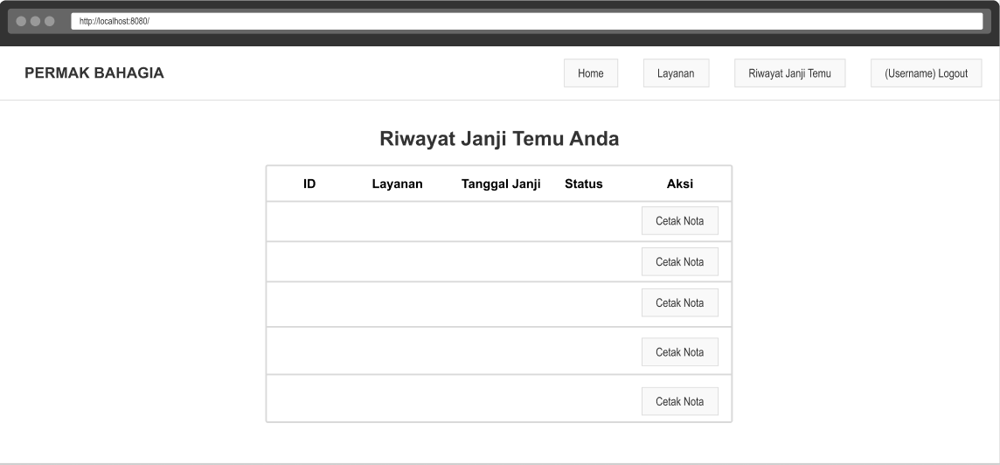 http://localhost:8080/
PERMAK BAHAGIA
Home
Layanan
Riwayat Janji Temu
(Username) Logout
Riwayat Janji Temu Anda
ID
Layanan
Tanggal Janji
Status
Aksi
Cetak Nota
Cetak Nota
Cetak Nota
Cetak Nota
Cetak Nota